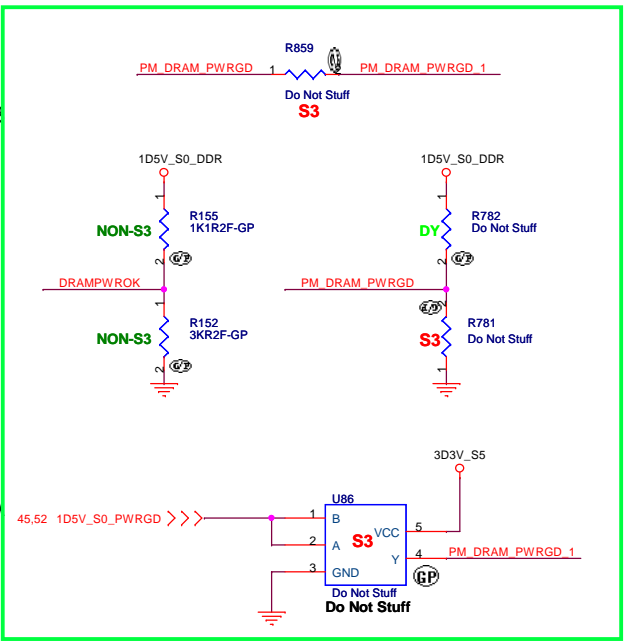 R859
PM_DRAM_PWRGD 1 2 PM_DRAM_PWRGD_1
Do Not Stuff
S3
1D5V_S0_DDR
1
R155
NON-S3 1K1R2F-GP
2
DRAMPWROK
1
R152
NON-S3 3KR2F-GP
2
1D5V_S0_DDR
1
R782
DY Do Not Stuff
2
PM_DRAM_PWRGD
2
R781
S3 Do Not Stuff
1
3D3V_S5
U86
45,52 1D5V_S0_PWRGD 1 B
VCC 5
2 A S3
Y 4 PM_DRAM_PWRGD_1
3 GND
GP
Do Not Stuff
Do Not Stuff